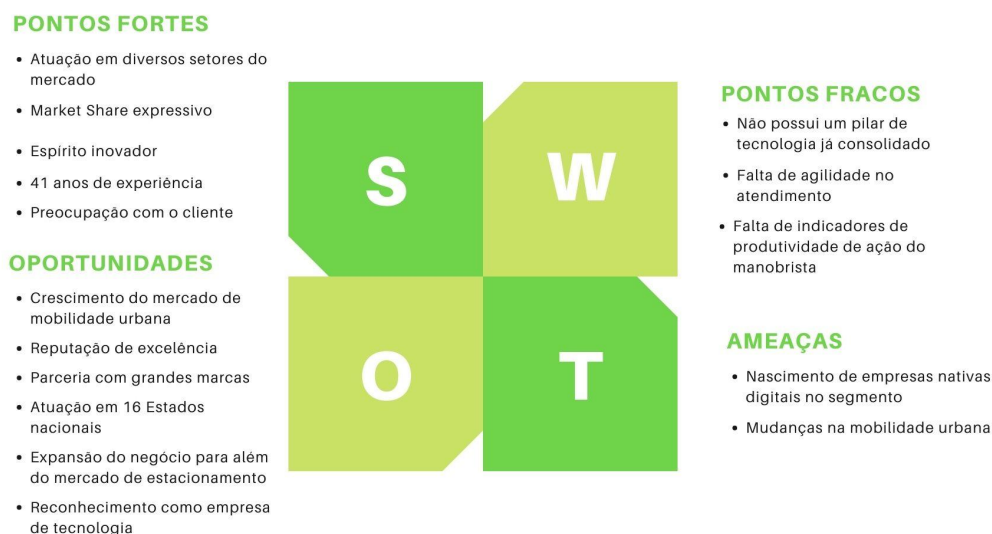 PONTOS FORTES
• Atuação em diversos setores do
mercado
• Market Share expressivo
• Espírito inovador
• 41 anos de experiência
• Preocupação com o cliente
OPORTUNIDADES
• Crescimento do mercado de
mobilidade urbana
• Reputação de excelência
• Parceria com grandes marcas
• Atuação em 16 Estados
nacionais
• Expansão do negócio para além
do mercado de estacionamento
• Reconhecimento como empresa
de tecnologia
S
W
O
T
PONTOS FRACOS
• Não possui um pilar de
tecnologia já consolidado
• Falta de agilidade no
atendimento
• Falta de indicadores de
produtividade de ação do
manobrista
AMEAÇAS
• Nascimento de empresas nativas
digitais no segmento
• Mudanças na mobilidade urbana